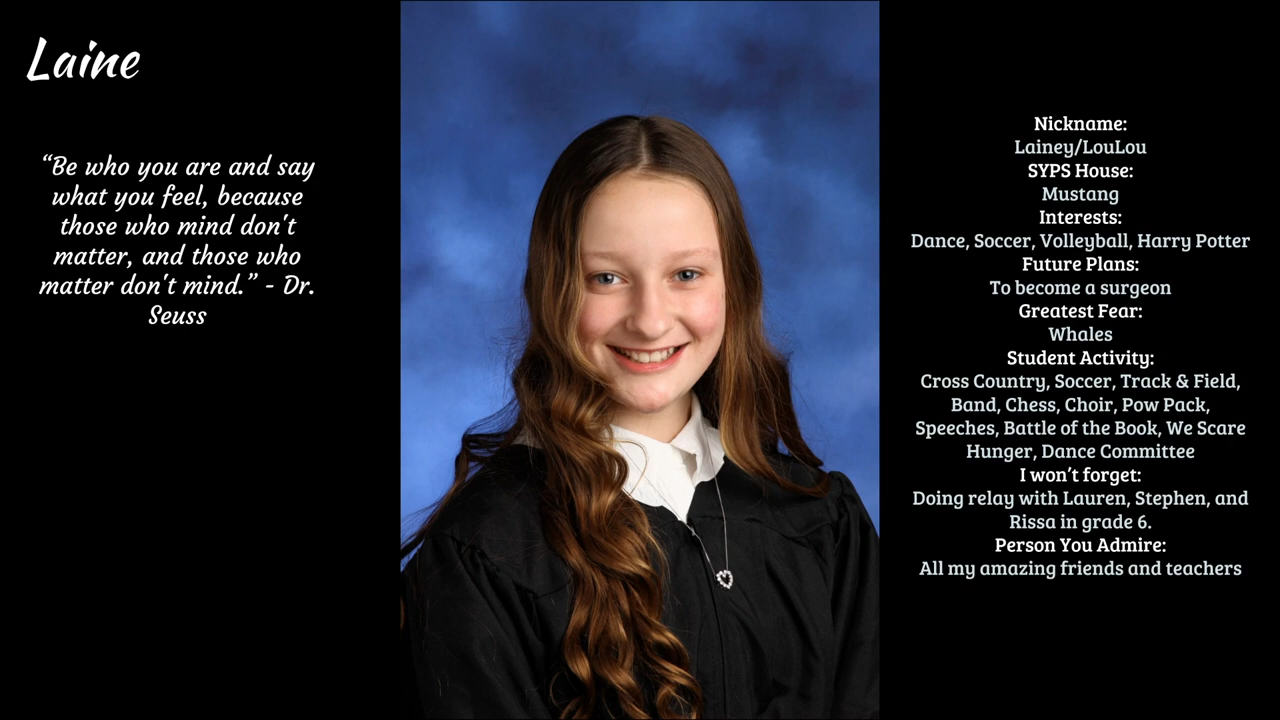 Laine
“Be who you are and say
what you feel, because
those who mind don't
matter, and those who
matter don't mind.” - Dr.
Seuss
Nickname:
Lainey/LouLou
SYPS House:
Mustang
Interests:
Dance, Soccer, Volleyball, Harry Potter
Future Plans:
To become a surgeon
Greatest Fear:
Whales
Student Activity:
Cross Country, Soccer, Track & Field,
Band, Chess, Choir, Pow Pack,
Speeches, Battle of the Book, We Scare
Hunger, Dance Committee
I won’t forget:
Doing relay with Lauren, Stephen, and
Rissa in grade 6.
Person You Admire:
All my amazing friends and teachers